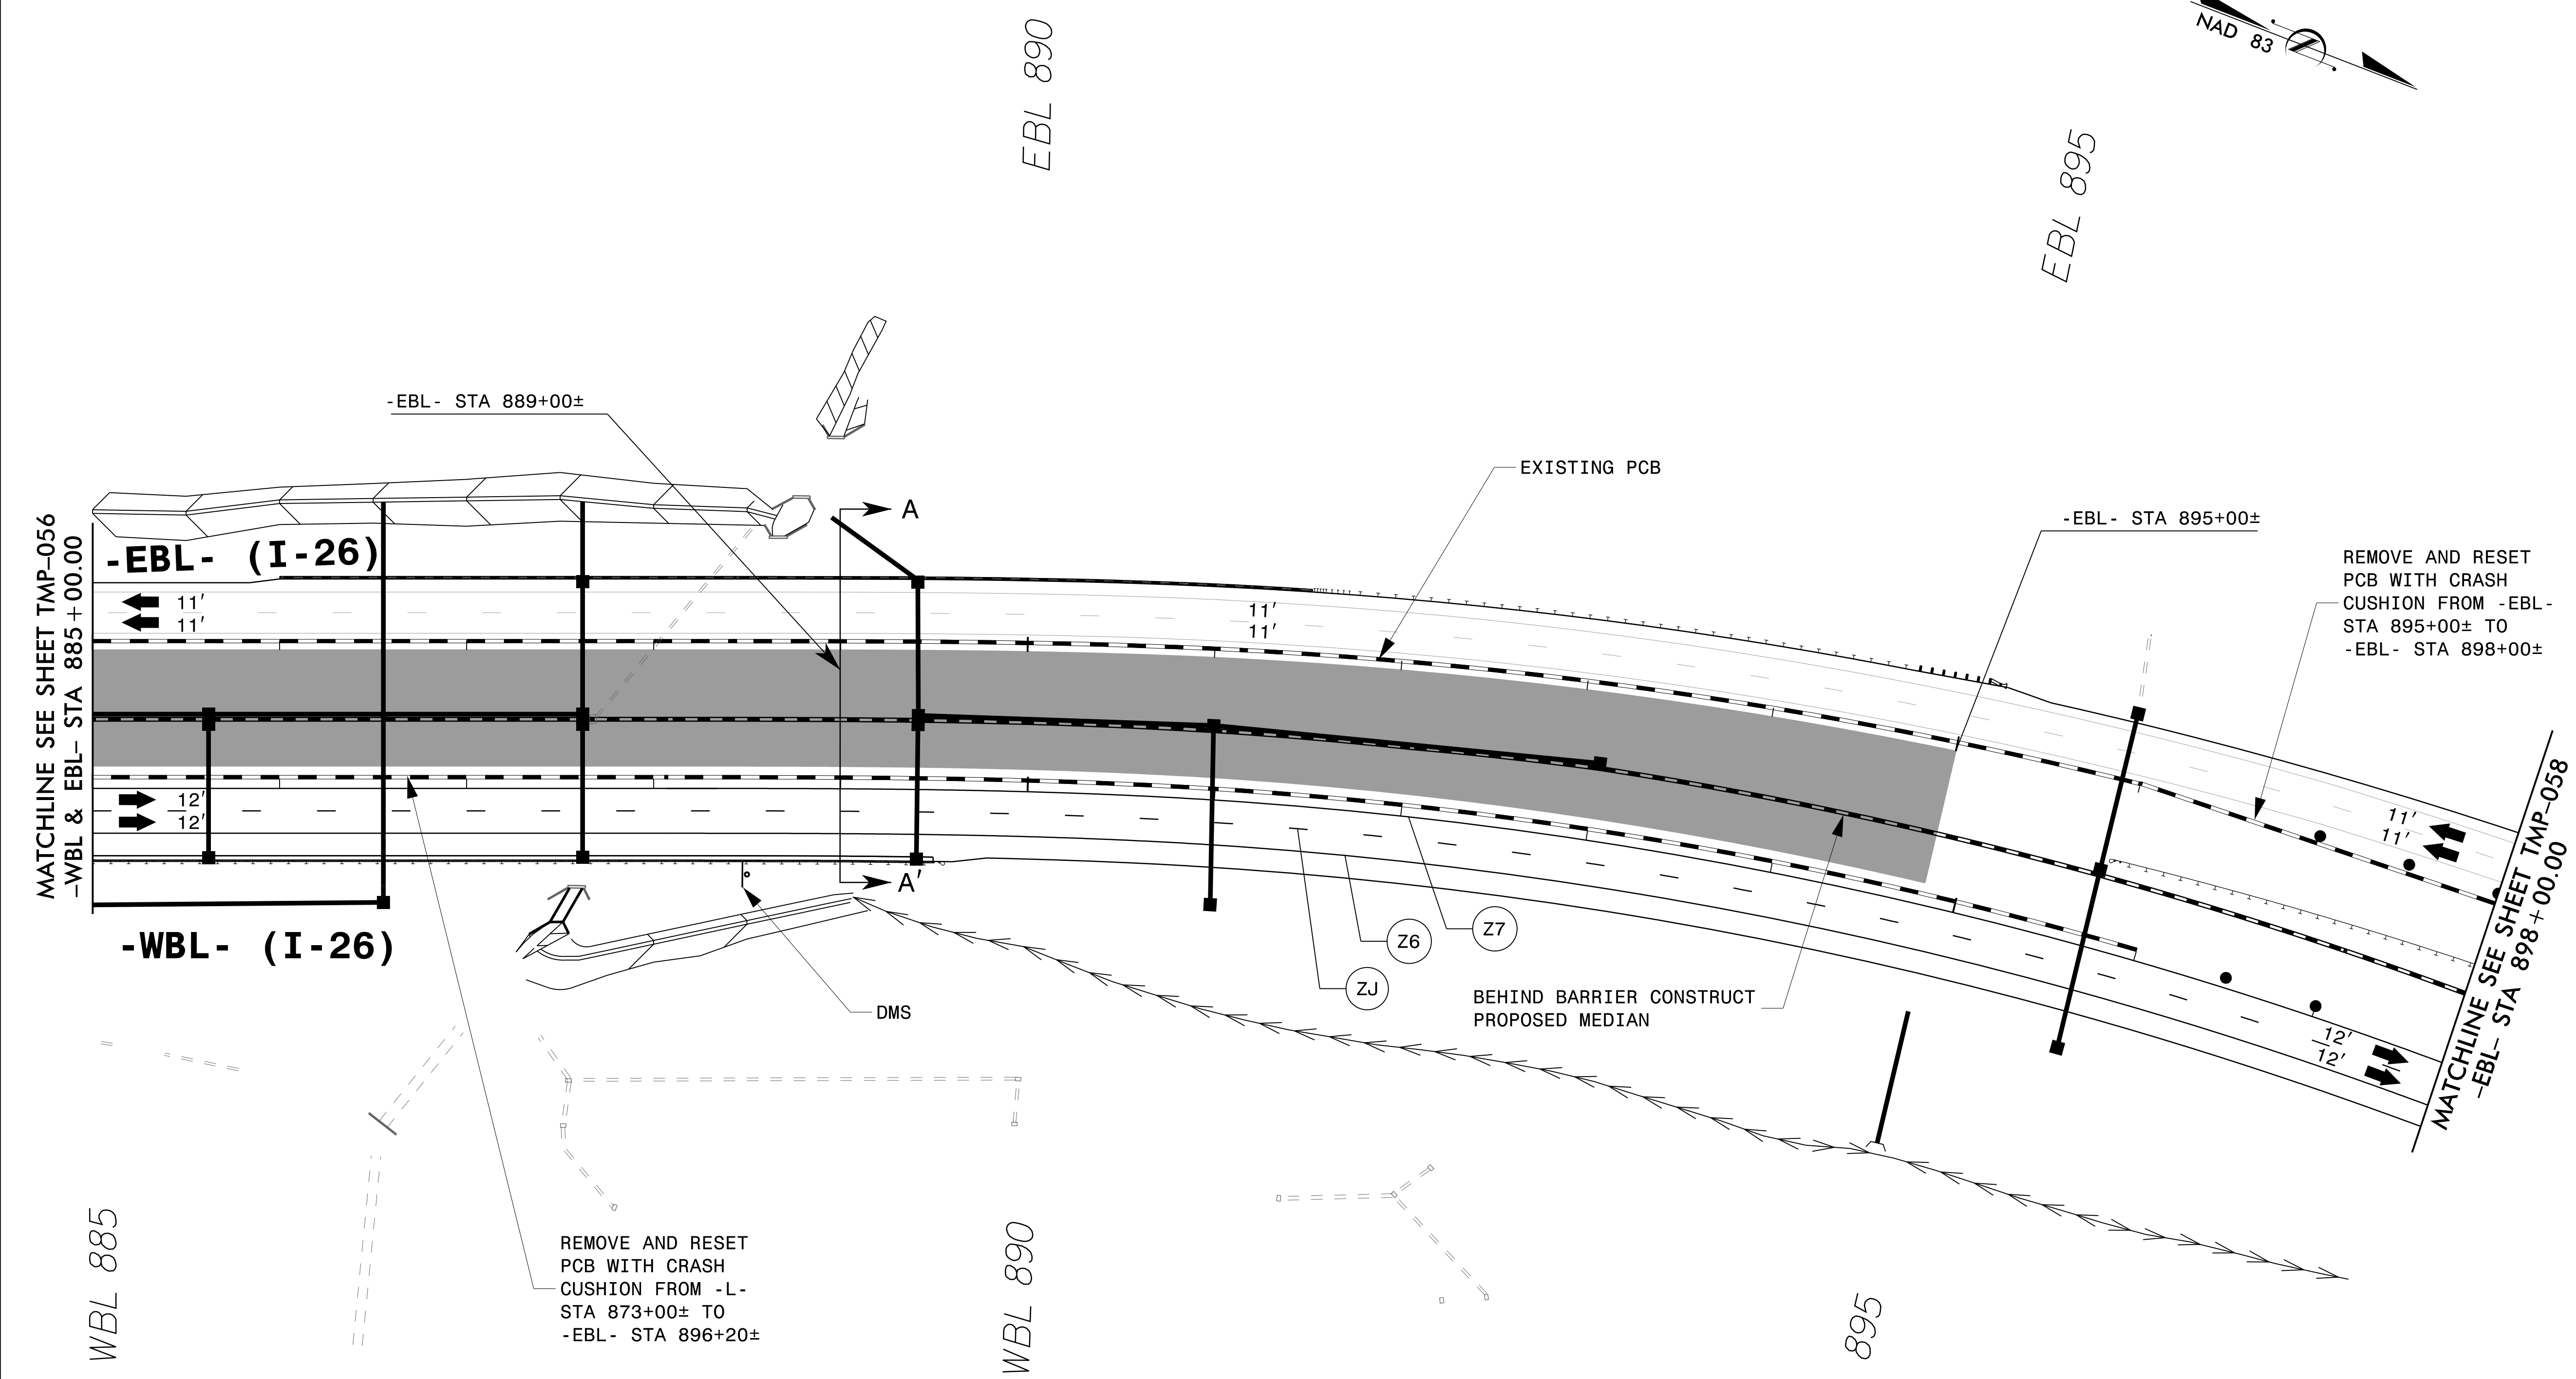 NAD 83
EBL 890
EBL 895
-EBL- STA 889+00±
EXISTING PCB
-EBL- STA 895+00±
REMOVE AND RESET
PCB WITH CRASH
CUSHION FROM -EBL-
STA 895+00± TO
-EBL- STA 898+00±
MATCHLINE SEE SHEET TMP-056
-WBL & EBL- STA 885+00.00
-EBL- (I-26)
A
11'
11'
11'
11'
11'
11'
12'
12'
A'
-WBL- (I-26)
DMS
Z7
Z6
ZJ
BEHIND BARRIER CONSTRUCT
PROPOSED MEDIAN
12'
12'
MATCHLINE SEE SHEET TMP-058
-EBL- STA 898+00.00
REMOVE AND RESET
PCB WITH CRASH
CUSHION FROM -L-
STA 873+00± TO
-EBL- STA 896+20±
WBL 885
WBL 890
895